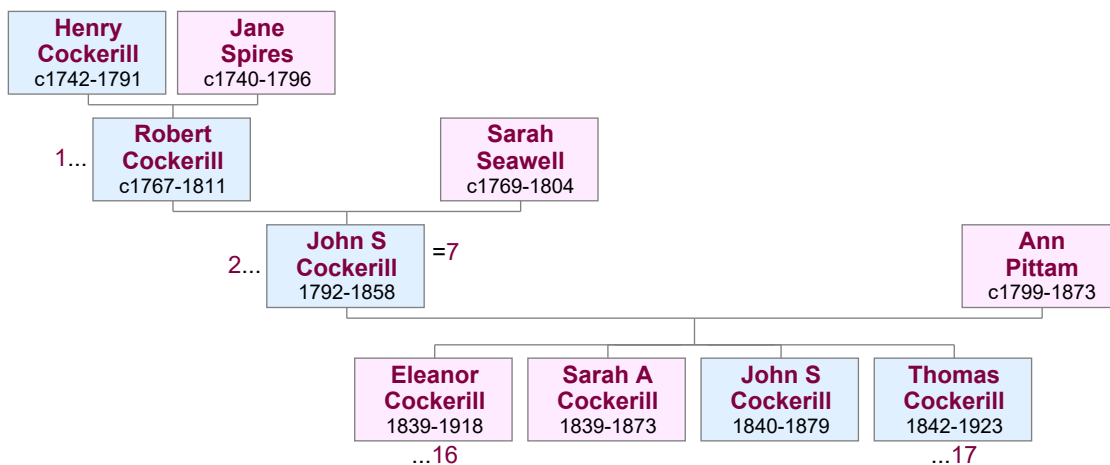 Henry
Cockerill
c1742-1791
Jane
Spires
c1740-1796
1...
Robert
Cockerill
c1767-1811
Sarah
Seawell
c1769-1804
2...
John S
Cockerill
1792-1858
=7
Ann
Pittam
c1799-1873
Eleanor
Cockerill
1839-1918
...16
Sarah A
Cockerill
1839-1873
John S
Cockerill
1840-1879
Thomas
Cockerill
1842-1923
...17